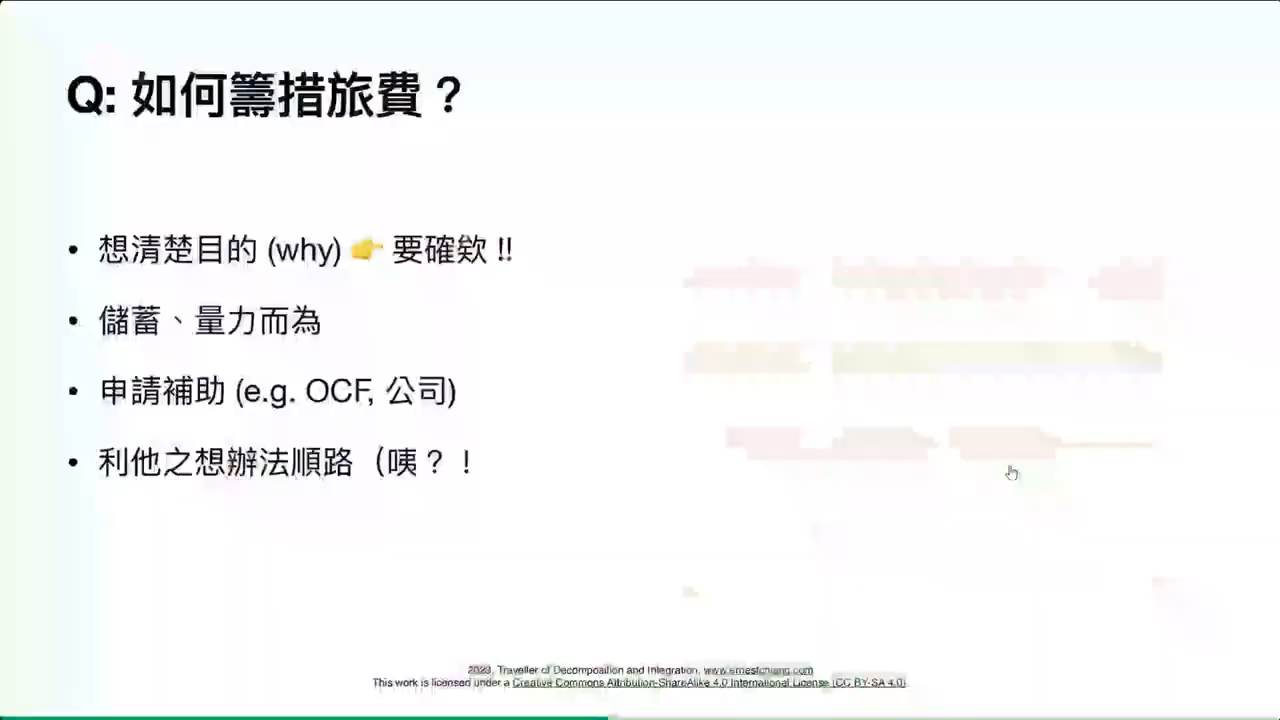 Q: 如何籌措旅費？
• 想清楚目的 (why) 👉 要確欸 !!
• 儲蓄、量力而為
• 申請補助 (e.g. OCF, 公司)
• 利他之想辦法順路（咦？！
2023, Traveller of Decomposition and Integration, www.ernestchiang.com
This work is licensed under a Creative Commons Attribution-ShareAlike 4.0 International License (CC BY-SA 4.0)